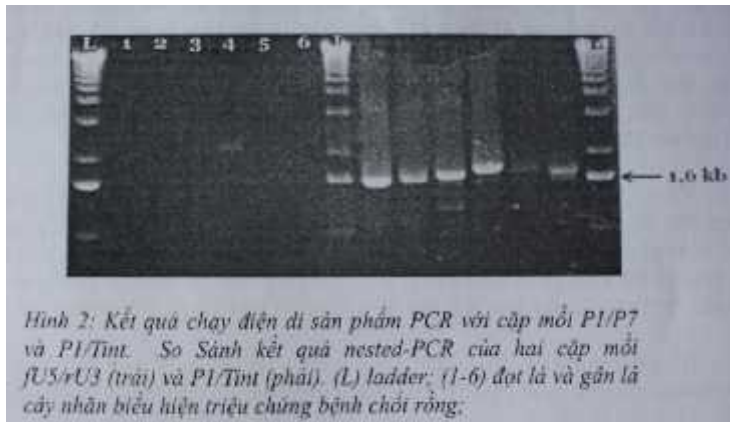 L 1 2 3 4 5 6 L L
1.6 kb
Hình 2: Kết quả chạy điện di sản phẩm PCR với cặp mồi P1/P7
và P1/Tint. So Sánh kết quả nested-PCR của hai cặp mồi
fU5/rU3 (trái) và P1/Tint (phải). (L) ladder; (1-6) đọt lá và gân lá
cây nhãn biểu hiện triệu chứng bệnh chổi rồng;